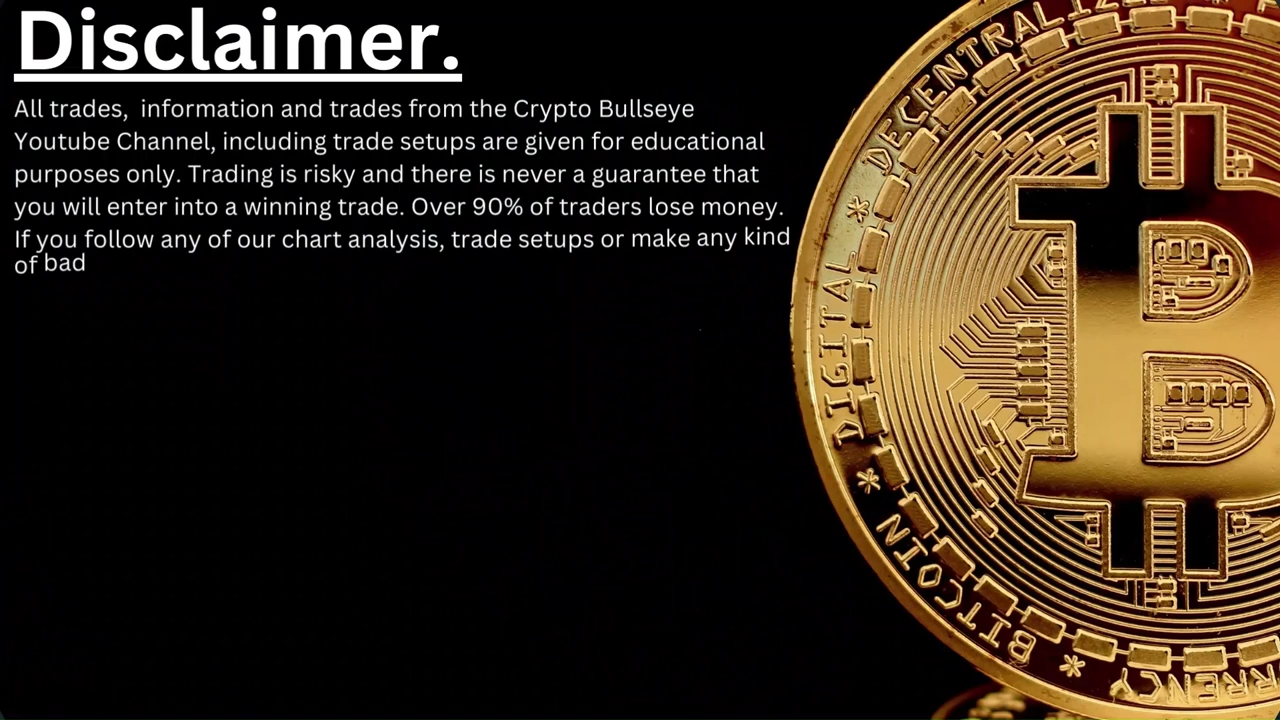 Disclaimer.
All trades,  information and trades from the Crypto Bullseye
Youtube Channel, including trade setups are given for educational
purposes only. Trading is risky and there is never a guarantee that
you will enter into a winning trade. Over 90% of traders lose money.
If you follow any of our chart analysis, trade setups or make any kind
of bad
DECENTRALIZED
* DIGITAL
* BITCOIN *